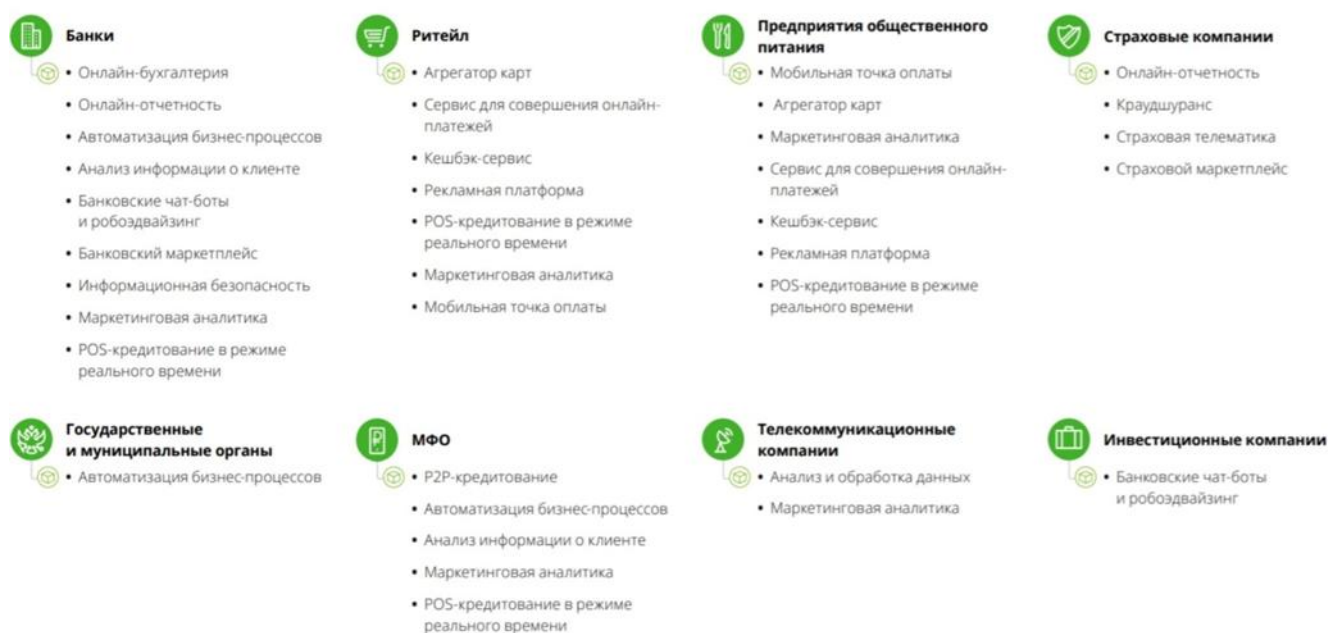 Банки
• Онлайн-бухгалтерия
• Онлайн-отчетность
• Автоматизация бизнес-процессов
• Анализ информации о клиенте
• Банковские чат-боты
и робоэдвайзинг
• Банковский маркетплейс
• Информационная безопасность
• Маркетинговая аналитика
• POS-кредитование в режиме
реального времени
Ритейл
• Агрегатор карт
• Сервис для совершения онлайн-
платежей
• Кешбэк-сервис
• Рекламная платформа
• POS-кредитование в режиме
реального времени
• Маркетинговая аналитика
• Мобильная точка оплаты
Предприятия общественного
питания
• Мобильная точка оплаты
• Агрегатор карт
• Маркетинговая аналитика
• Сервис для совершения онлайн-
платежей
• Кешбэк-сервис
• Рекламная платформа
• POS-кредитование в режиме
реального времени
Страховые компании
• Онлайн-отчетность
• Краудшуранс
• Страховая телематика
• Страховой маркетплейс
Государственные
и муниципальные органы
• Автоматизация бизнес-процессов
МФО
• P2P-кредитование
• Автоматизация бизнес-процессов
• Анализ информации о клиенте
• Маркетинговая аналитика
• POS-кредитование в режиме
реального времени
Телекоммуникационные
компании
• Анализ и обработка данных
• Маркетинговая аналитика
Инвестиционные компании
• Банковские чат-боты
и робоэдвайзинг